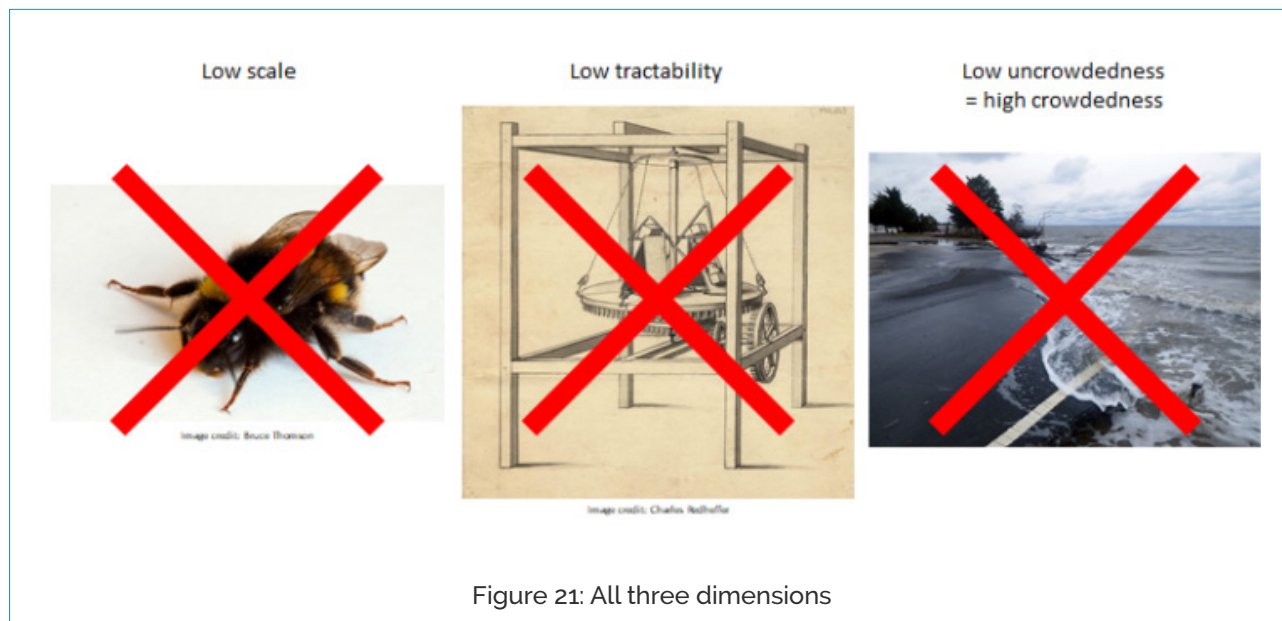 Low scale
Low tractability
Low uncrowdedness
= high crowdedness
Image credit: Bruce Thomson
Image credit: Charles Redheffer
Figure 21: All three dimensions